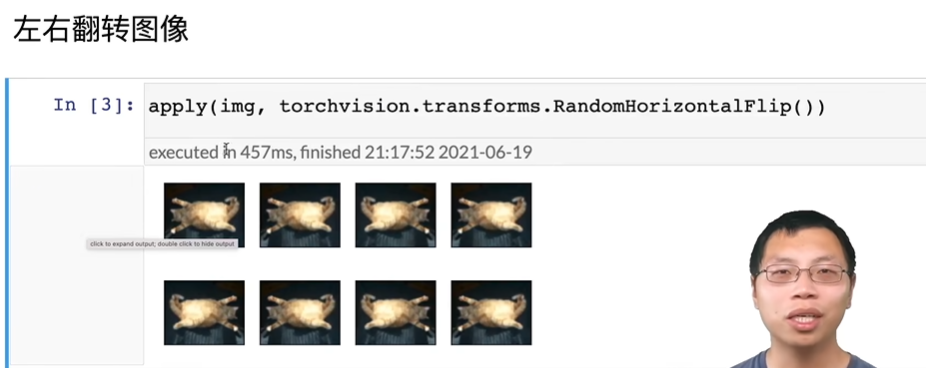 左右翻转图像
In [3]: apply(img, torchvision.transforms.RandomHorizontalFlip())
executed in 457ms, finished 21:17:52 2021-06-19
click to expand output; double click to hide output